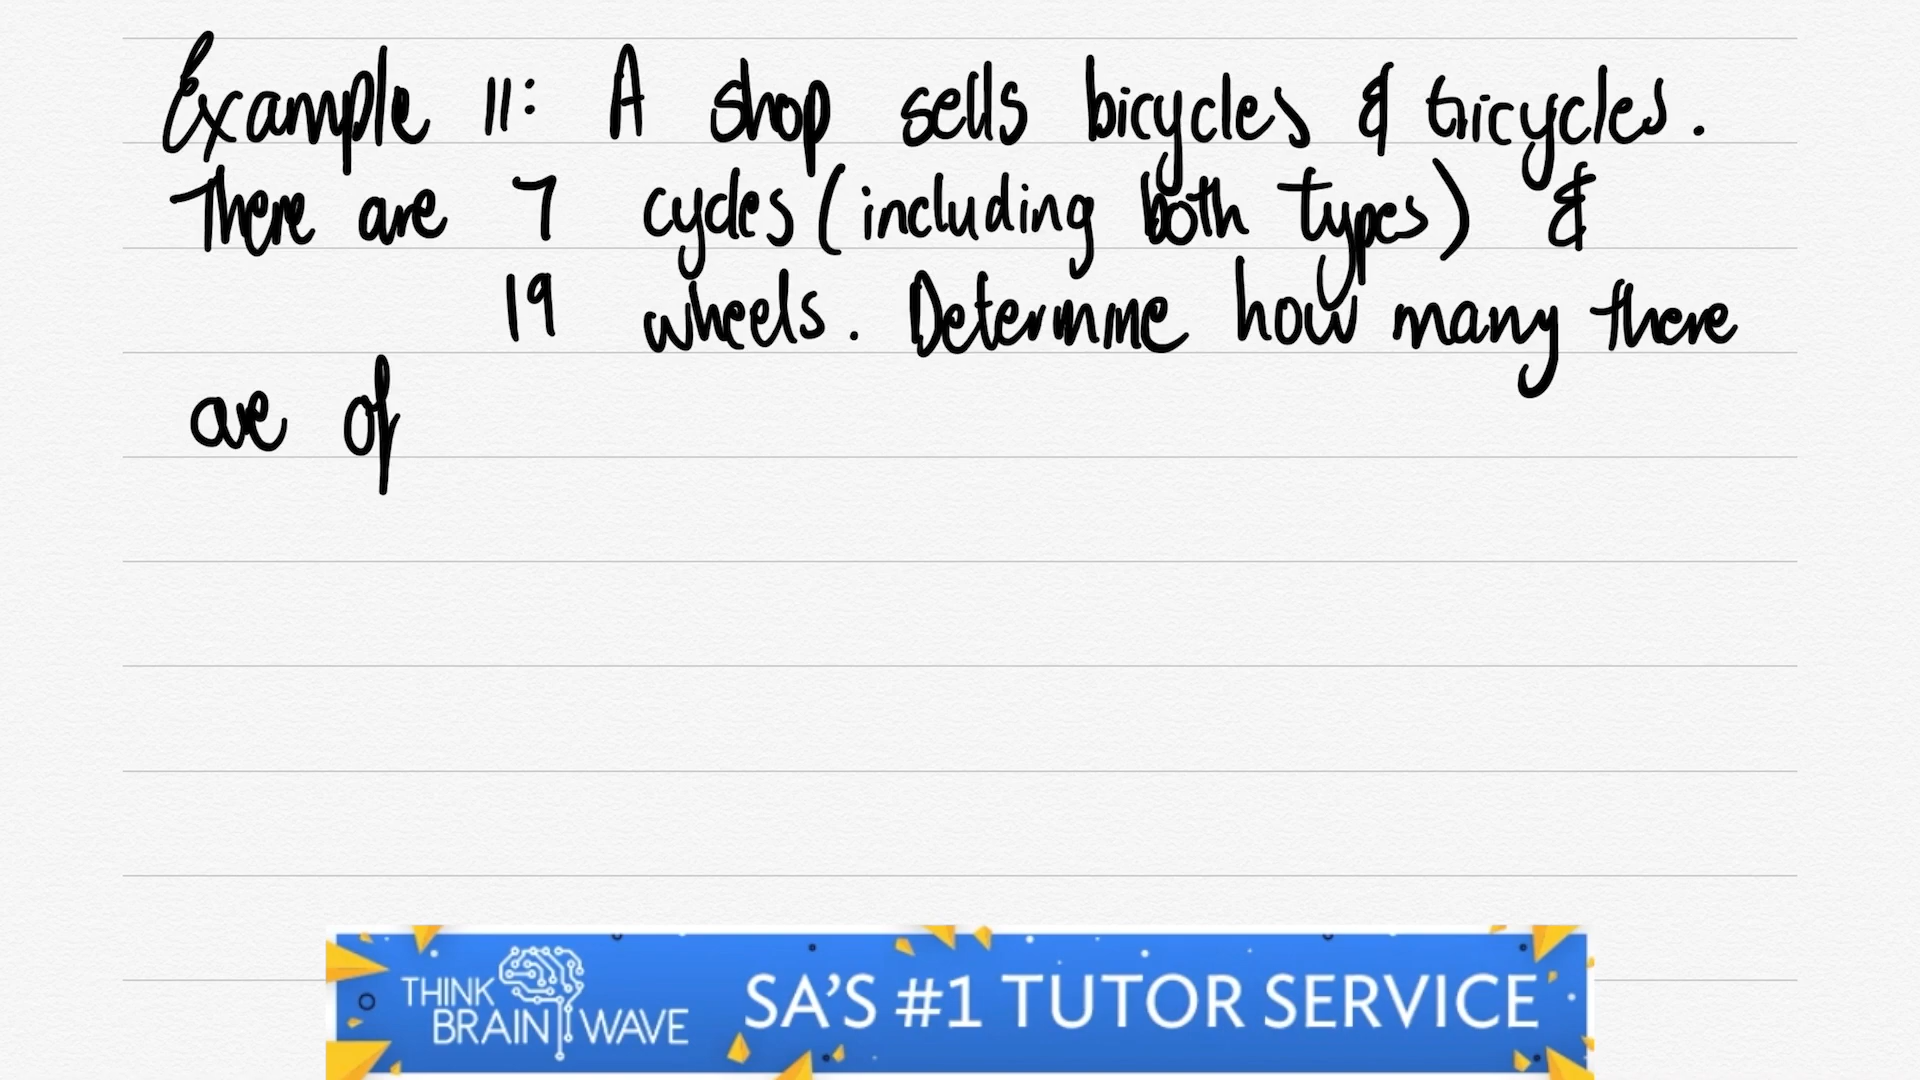 Example 11: A shop sells bicycles & tricycles.
There are 7 cycles (including both types) &
19 wheels. Determine how many there
are of
THINK BRAIN WAVE
SA'S #1 TUTOR SERVICE